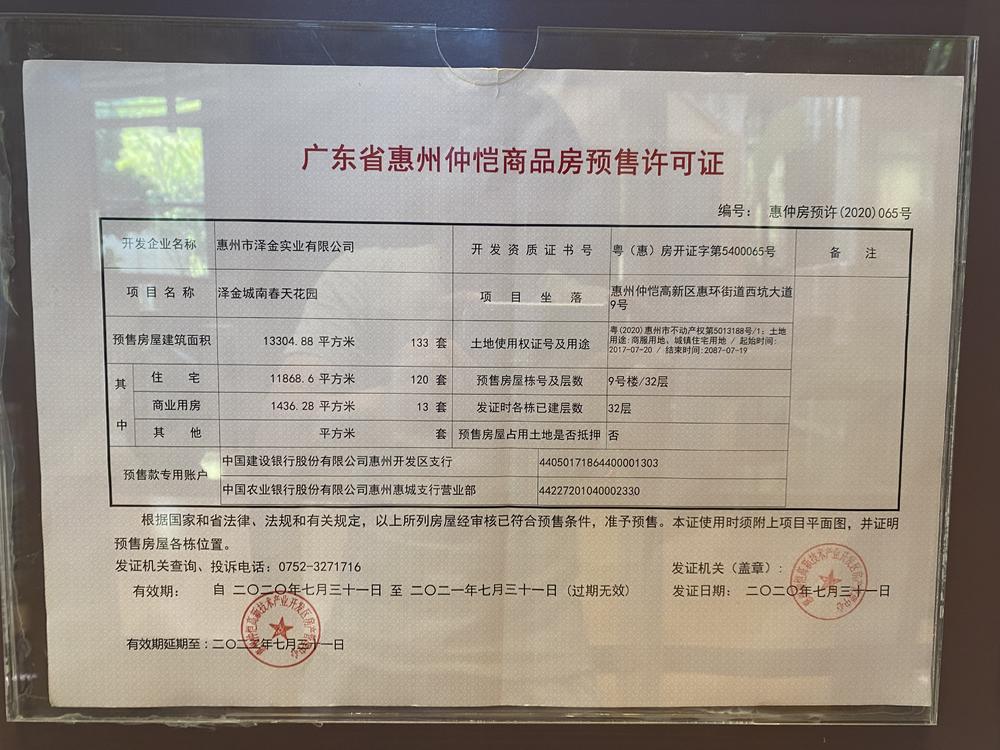 广东省惠州仲恺商品房预售许可证
编号： 惠仲房预许(2020)065号
开发企业名称 惠州市泽金实业有限公司 开发资质证书号 粤（惠）房开证字第5400065号 备 注
项目名称 泽金城南春天花园 项目坐落 惠州仲恺高新区惠环街道西坑大道
9号
预售房屋建筑面积 13304.88 平方米 133 套 土地使用权证号及用途 粤(2020)惠州市不动产权第5013188号/1: 土地
用途:商服用地、城镇住宅用地 / 起始时间:
2017-07-20 / 结束时间:2087-07-19
其中 住 宅 11868.6 平方米 120 套 预售房屋栋号及层数 9号楼/32层
商业用房 1436.28 平方米 13 套 发证时各栋已建层数 32层
其 他 平方米 套 预售房屋占用土地是否抵押 否
预售款专用账户 中国建设银行股份有限公司惠州开发区支行 44050171864400001303
中国农业银行股份有限公司惠州惠城支行营业部 44227201040002330
根据国家和省法律、法规和有关规定，以上所列房屋经审核已符合预售条件，准予预售。本证使用时须附上项目平面图，并证明
预售房屋各栋位置。
发证机关查询、投诉电话：0752-3271716 发证机关（盖章）：
有效期： 自 二〇二〇年七月三十一日 至 二〇二一年七月三十一日（过期无效） 发证日期： 二〇二〇年七月三十一日
有效期延期至：二〇二二年七月三十一日